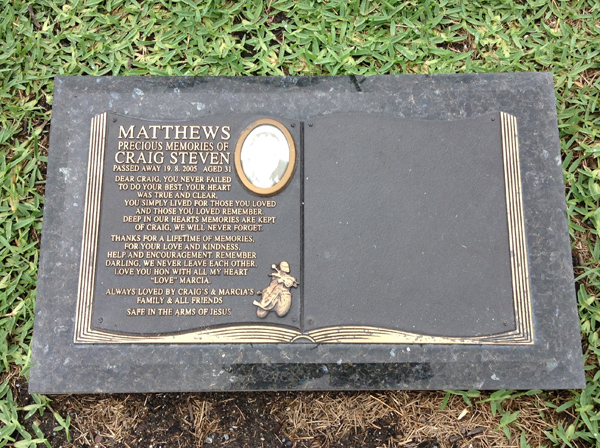 MATTHEWS
PRECIOUS MEMORIES OF
CRAIG STEVEN
PASSED AWAY 19. 8. 2005 AGED 31
DEAR CRAIG, YOU NEVER FAILED
TO DO YOUR BEST, YOUR HEART
WAS TRUE AND CLEAR,
YOU SIMPLY LIVED FOR THOSE YOU LOVED
AND THOSE YOU LOVED REMEMBER.
DEEP IN OUR HEARTS MEMORIES ARE KEPT
OF CRAIG, WE WILL NEVER FORGET.
THANKS FOR A LIFETIME OF MEMORIES,
FOR YOUR LOVE AND KINDNESS,
HELP AND ENCOURAGEMENT. REMEMBER
DARLING, WE NEVER LEAVE EACH OTHER.
LOVE YOU HON WITH ALL MY HEART
"LOVE" MARCIA
ALWAYS LOVED BY CRAIG'S & MARCIA'S
FAMILY & ALL FRIENDS
SAFE IN THE ARMS OF JESUS